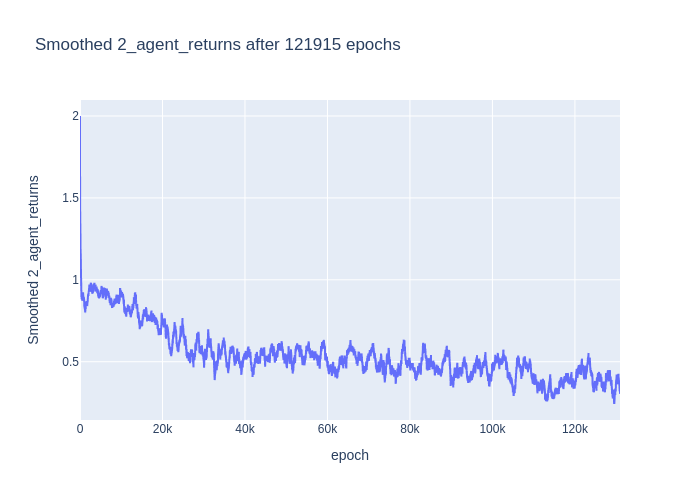 Smoothed 2_agent_returns after 121915 epochs
Smoothed 2_agent_returns
2
1.5
1
0.5
0 20k 40k 60k 80k 100k 120k
epoch